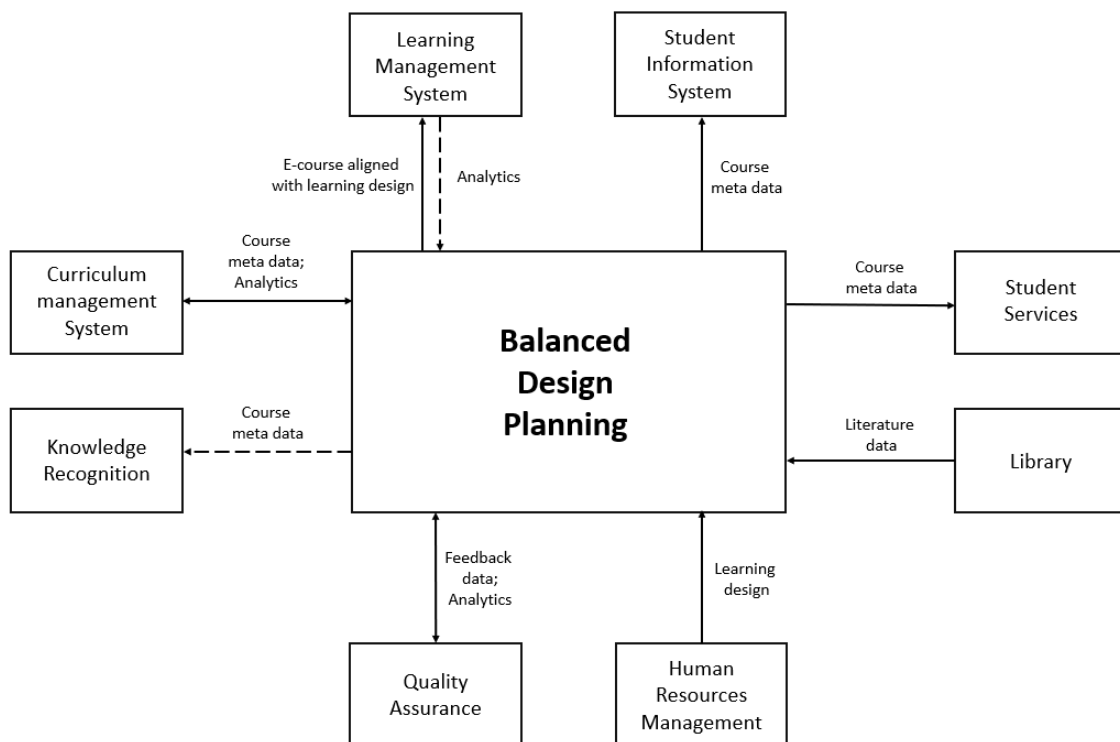 Learning
Management
System
Student
Information
System
E-course aligned
with learning design
Analytics
Course
meta data
Curriculum
management
System
Course
meta data;
Analytics
Balanced
Design
Planning
Course
meta data
Student
Services
Knowledge
Recognition
Course
meta data
Literature
data
Library
Feedback
data;
Analytics
Learning
design
Quality
Assurance
Human
Resources
Management